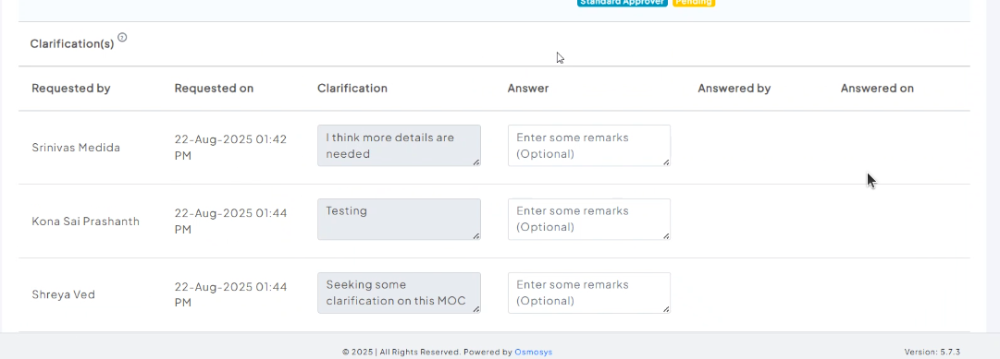 Standard Approver Pending
Clarification(s)
Requested by Requested on Clarification Answer Answered by Answered on
Srinivas Medida 22-Aug-2025 01:42 PM I think more details are needed Enter some remarks (Optional)
Kona Sai Prashanth 22-Aug-2025 01:44 PM Testing Enter some remarks (Optional)
Shreya Ved 22-Aug-2025 01:44 PM Seeking some clarification on this MOC Enter some remarks (Optional)
© 2025 | All Rights Reserved. Powered by Osmosys Version: 5.7.3